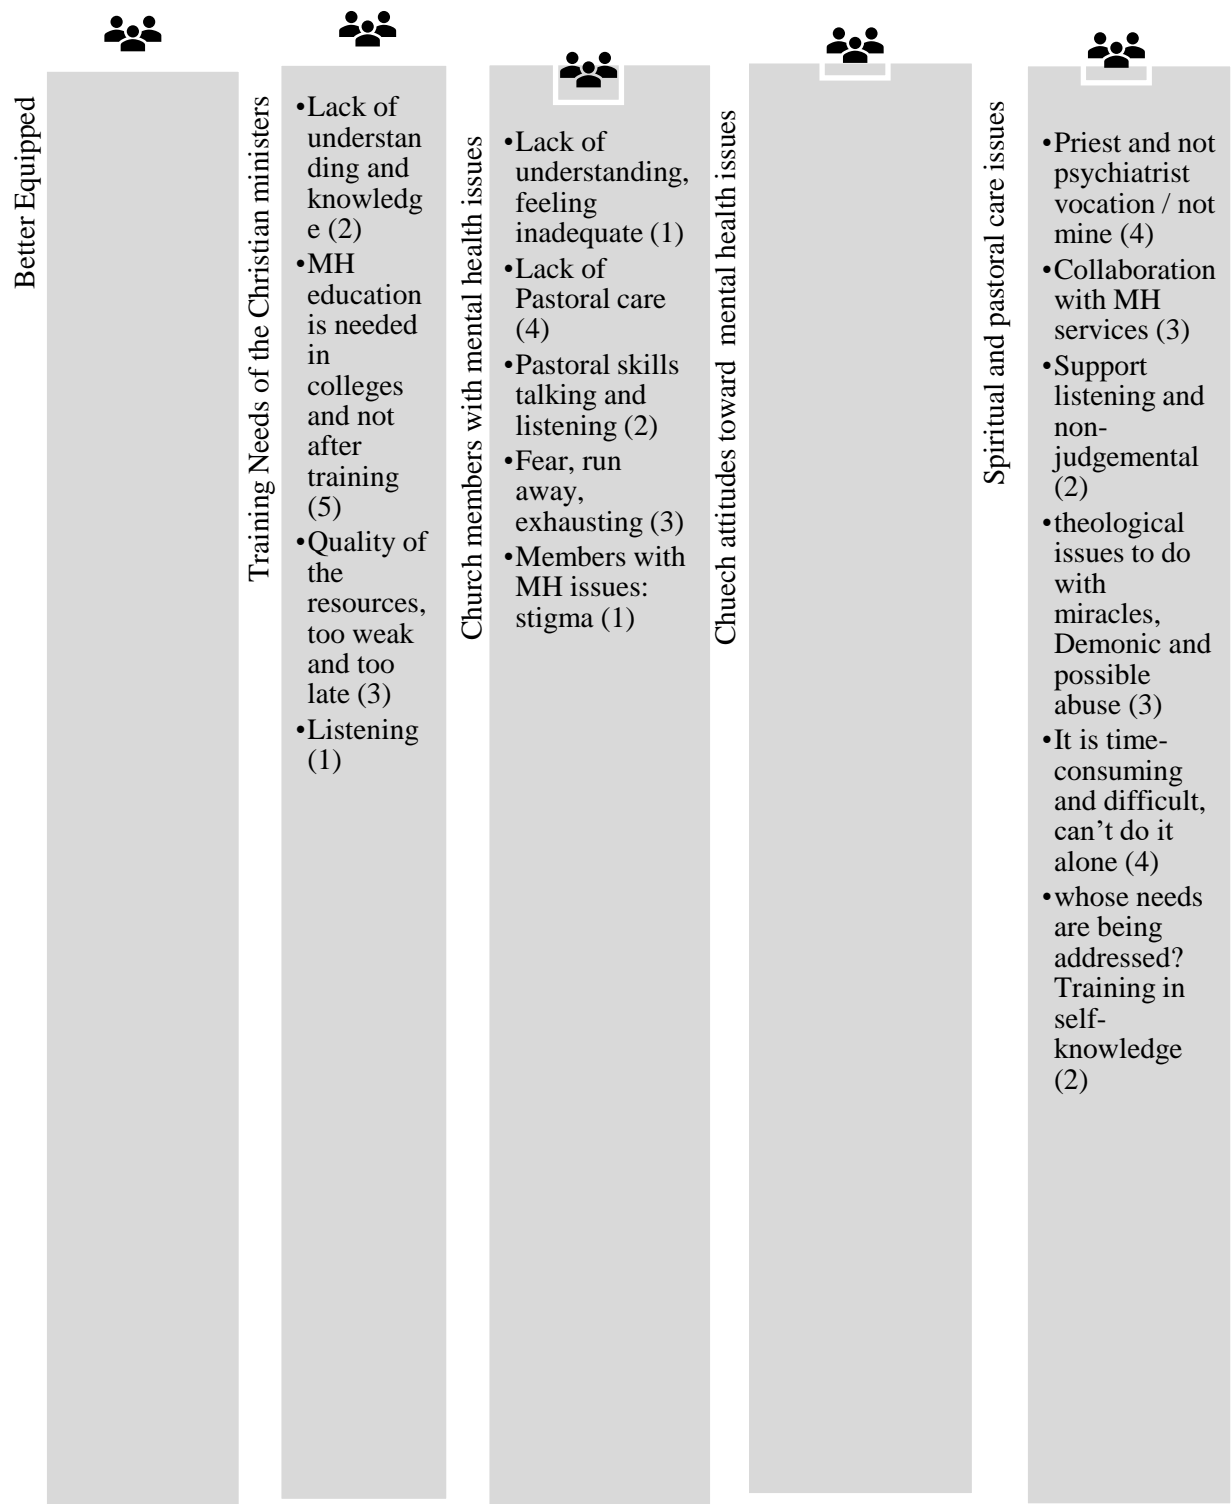 Better Equipped
Training Needs of the Christian ministers
•Lack of
understan
ding and
knowledg
e (2)
•MH
education
is needed
in
colleges
and not
after
training
(5)
•Quality of
the
resources,
too weak
and too
late (3)
•Listening
(1)
Church members with mental health issues
•Lack of
understanding,
feeling
inadequate (1)
•Lack of
Pastoral care
(4)
•Pastoral skills
talking and
listening (2)
•Fear, run
away,
exhausting (3)
•Members with
MH issues:
stigma (1)
Chuech attitudes toward  mental health issues
Spiritual and pastoral care issues
•Priest and not
psychiatrist
vocation / not
mine (4)
•Collaboration
with MH
services (3)
•Support
listening and
non-
judgemental
(2)
•theological
issues to do
with
miracles,
Demonic and
possible
abuse (3)
•It is time-
consuming
and difficult,
can’t do it
alone (4)
•whose needs
are being
addressed?
Training in
self-
knowledge
(2)